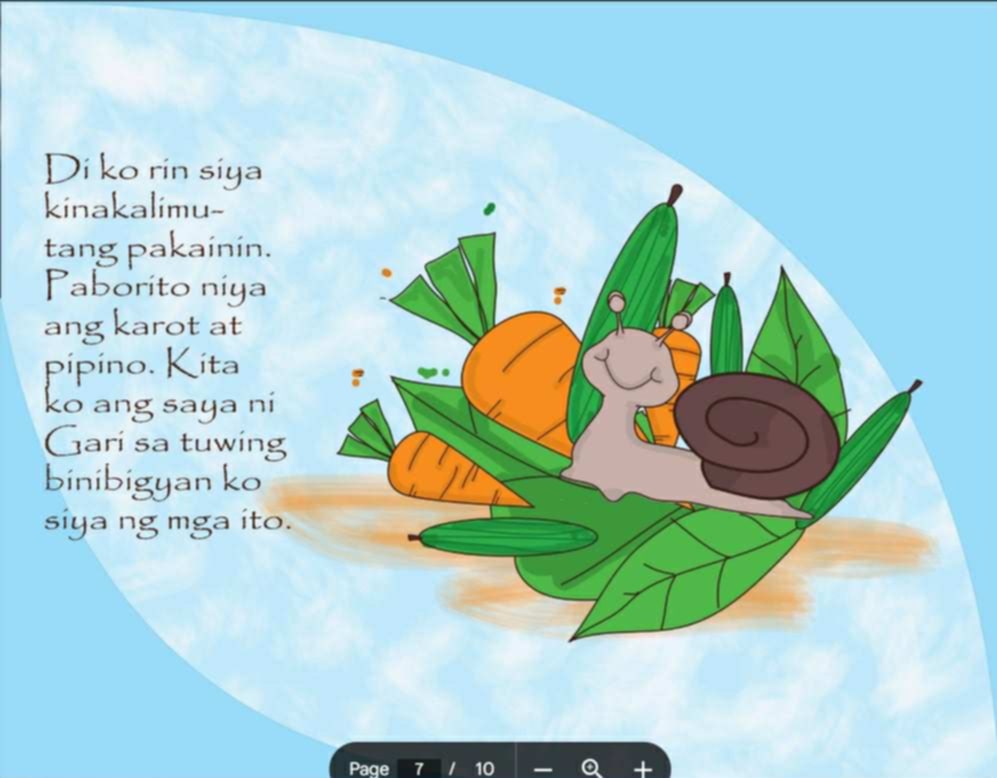 Di ko rin siya
kinakalimu-
tang pakainin.
Paborito niya
ang karot at
pipino. Kita
ko ang saya ni
Gari sa tuwing
binibigyan ko
siya ng mga ito.
Page 7 / 10